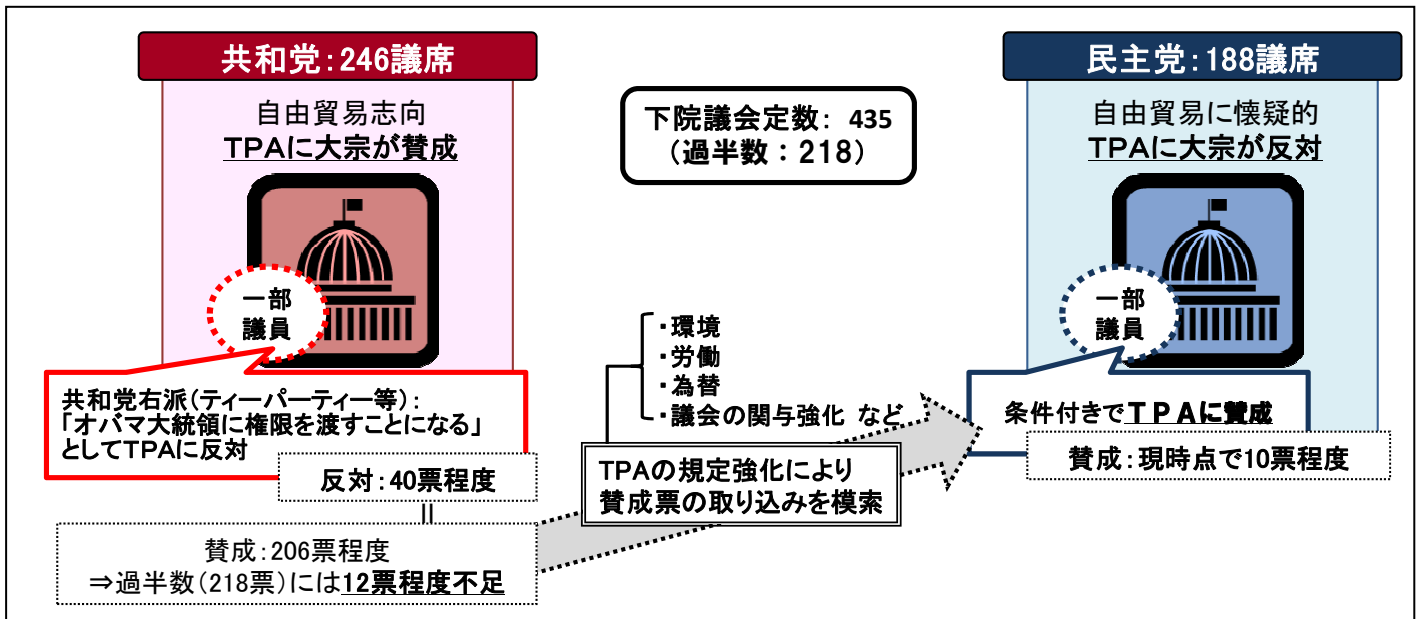 共和党：246議席
自由貿易志向
TPAに大宗が賛成
一部
議員
共和党右派（ティーパーティー等）：
「オバマ大統領に権限を渡すことになる」
としてTPAに反対
反対：40票程度
||
賛成：206票程度
⇒過半数（218票）には12票程度不足
下院議会定数： 435
（過半数 ： 218）
・環境
・労働
・為替
・議会の関与強化 など
TPAの規定強化により
賛成票の取り込みを模索
民主党：188議席
自由貿易に懐疑的
TPAに大宗が反対
一部
議員
条件付きでＴＰＡに賛成
賛成：現時点で10票程度